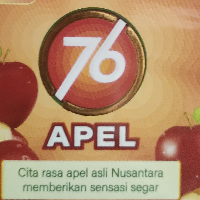 76
APEL
Cita rasa apel asli Nusantara
memberikan sensasi segar